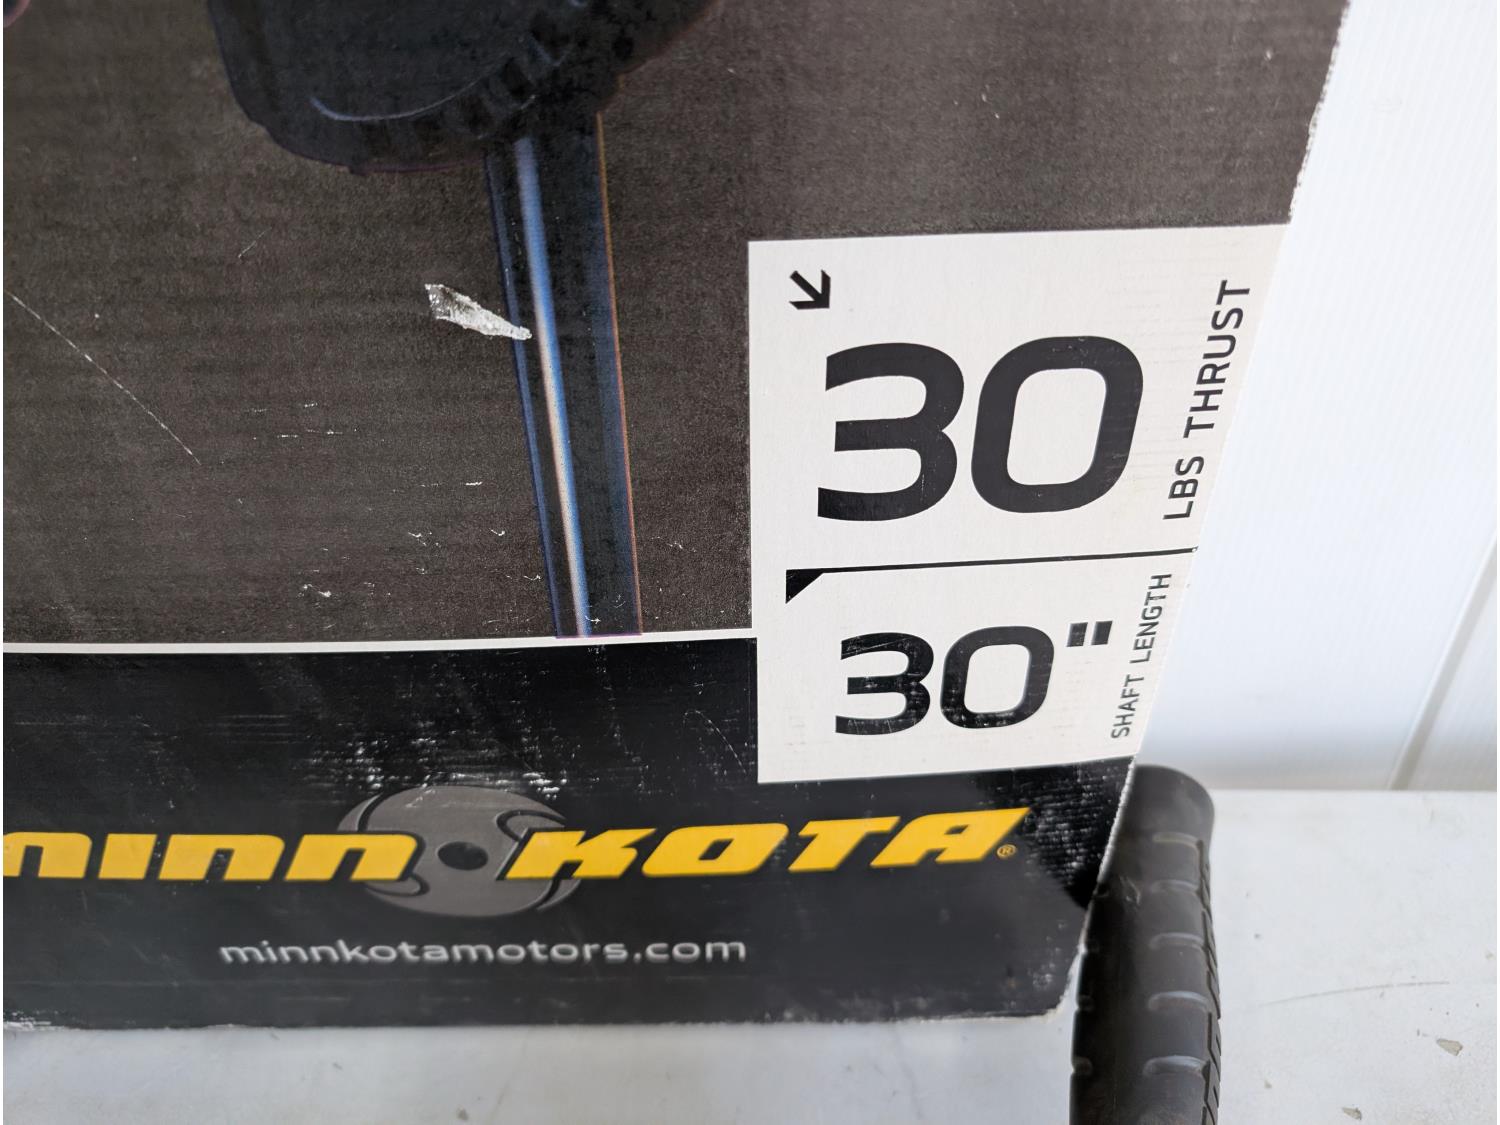 30
LBS THRUST
30"
SHAFT LENGTH
MINN KOTA®
minnkotamotors.com